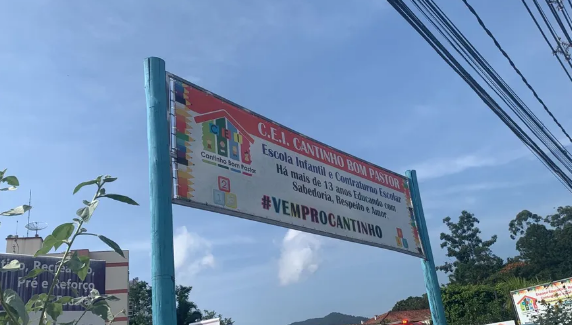 C.E.I. CANTINHO BOM PASTOR
Escola Infantil e Contraturno Escolar
Há mais de 13 anos Educando com
Sabedoria, Respeito e Amor
#VEMPROCANTINHO
Cantinho Bom Pastor
Pré e Reforço